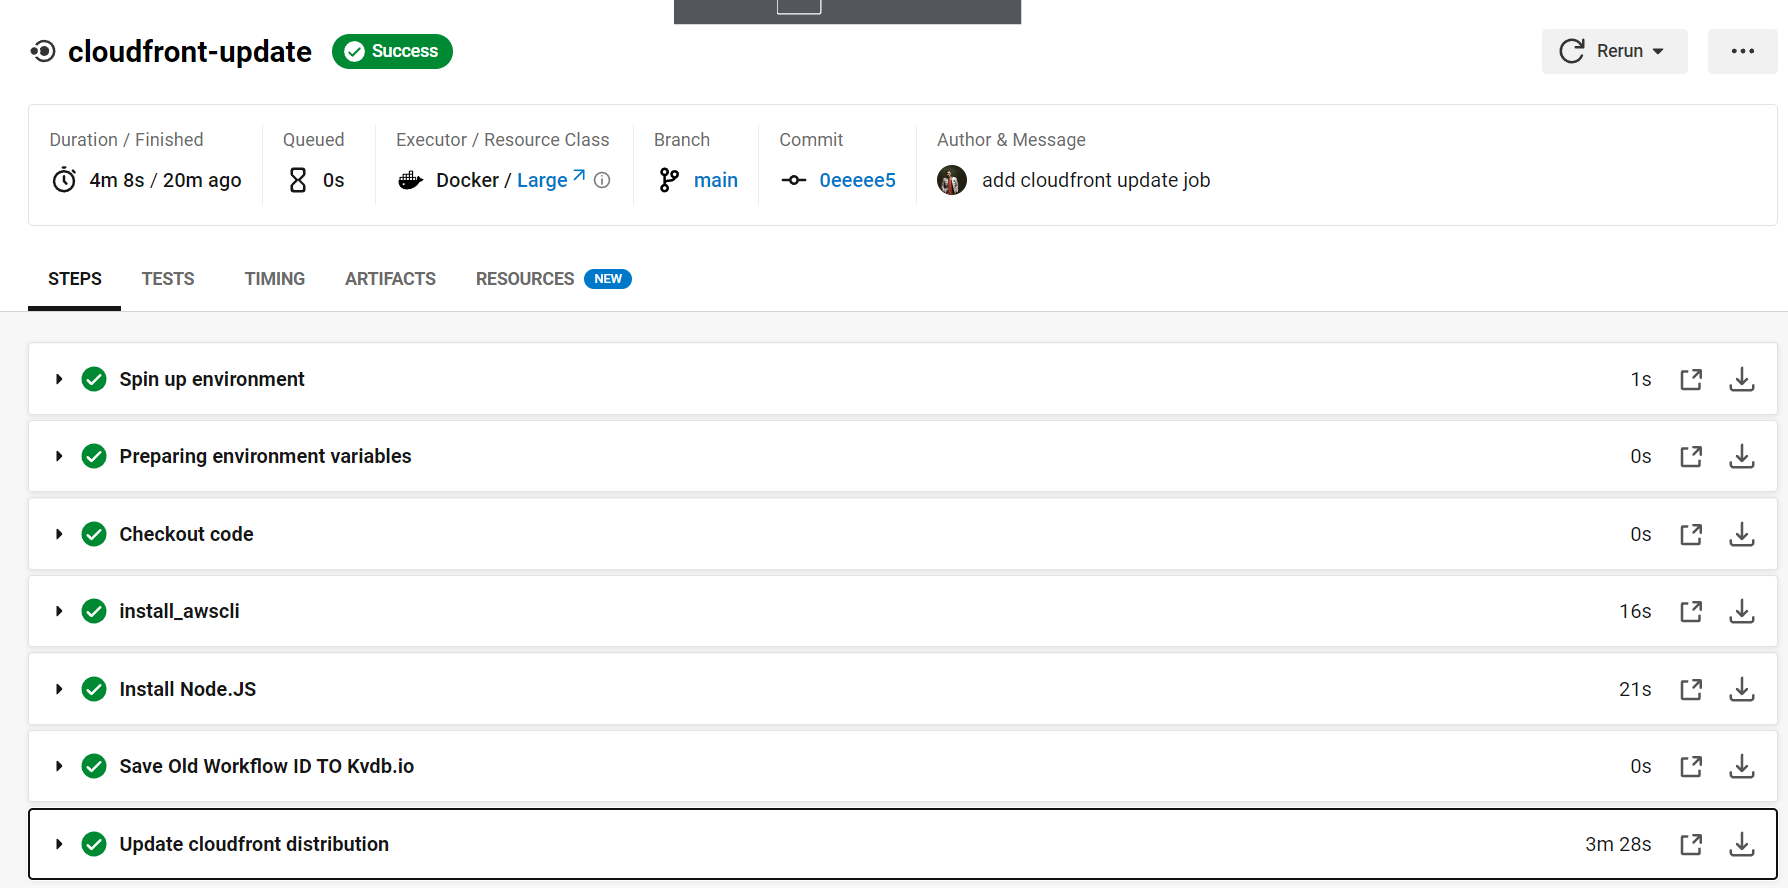 cloudfront-update Success Rerun
Duration / Finished Queued Executor / Resource Class Branch Commit Author & Message
4m 8s / 20m ago 0s Docker / Large main 0eeeee5 add cloudfront update job
STEPS TESTS TIMING ARTIFACTS RESOURCES NEW
Spin up environment 1s
Preparing environment variables 0s
Checkout code 0s
install_awscli 16s
Install Node.JS 21s
Save Old Workflow ID TO Kvdb.io 0s
Update cloudfront distribution 3m 28s